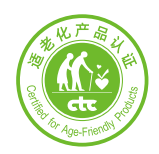 适老化产品认证
ctc
Certified for Age-Friendly Products